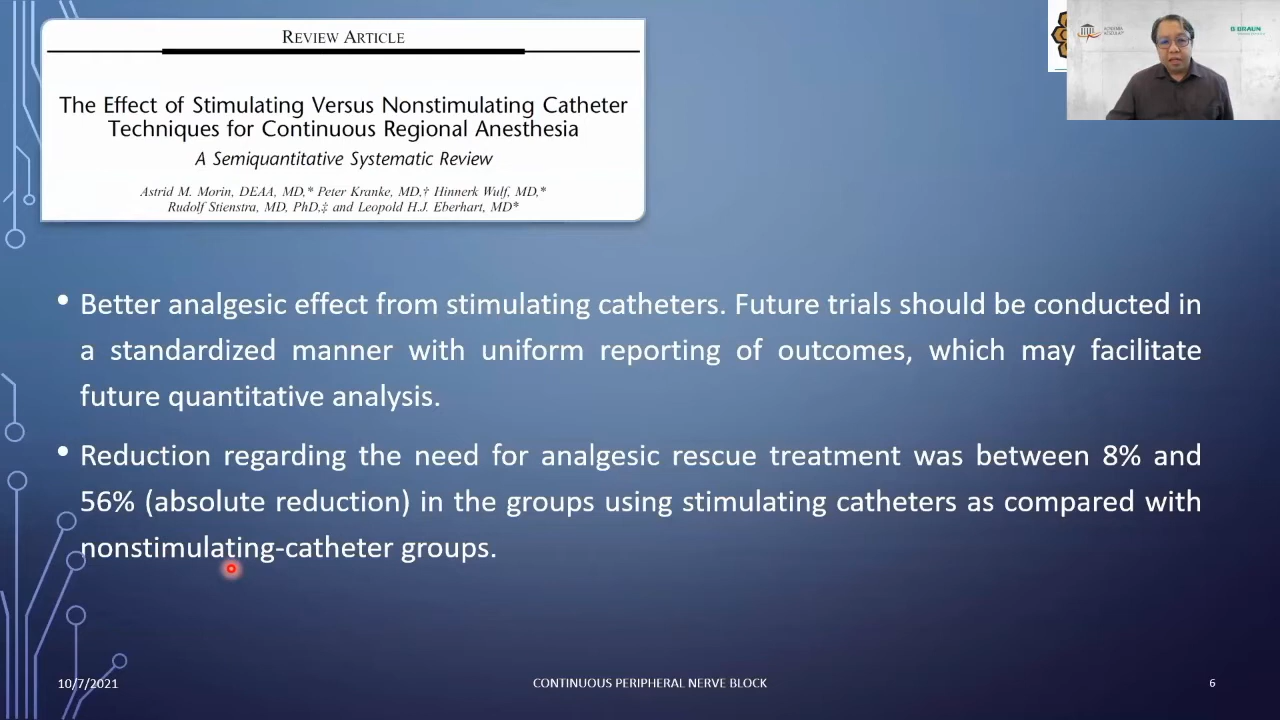 REVIEW ARTICLE
The Effect of Stimulating Versus Nonstimulating Catheter
Techniques for Continuous Regional Anesthesia
A Semiquantitative Systematic Review
Astrid M. Morin, DEAA, MD,* Peter Kranke, MD,† Hinnerk Wulf, MD,*
Rudolf Stienstra, MD, PhD,‡ and Leopold H.J. Eberhart, MD*
B BRAUN
• Better analgesic effect from stimulating catheters. Future trials should be conducted in
a standardized manner with uniform reporting of outcomes, which may facilitate
future quantitative analysis.
• Reduction regarding the need for analgesic rescue treatment was between 8% and
56% (absolute reduction) in the groups using stimulating catheters as compared with
nonstimulating-catheter groups.
10/7/2021
CONTINUOUS PERIPHERAL NERVE BLOCK
6